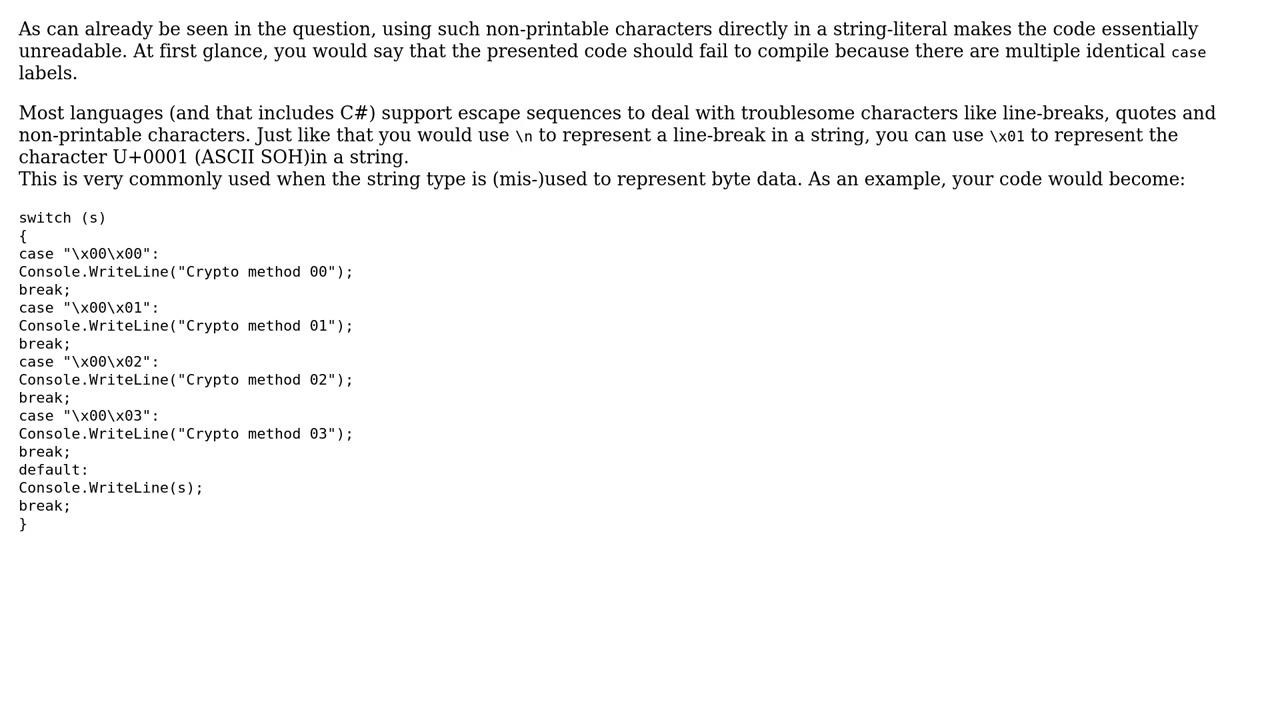 As can already be seen in the question, using such non-printable characters directly in a string-literal makes the code essentially
unreadable. At first glance, you would say that the presented code should fail to compile because there are multiple identical case
labels.
Most languages (and that includes C#) support escape sequences to deal with troublesome characters like line-breaks, quotes and
non-printable characters. Just like that you would use \n to represent a line-break in a string, you can use \x01 to represent the
character U+0001 (ASCII SOH)in a string.
This is very commonly used when the string type is (mis-)used to represent byte data. As an example, your code would become:
switch (s)
{
case "\x00\x00":
Console.WriteLine("Crypto method 00");
break;
case "\x00\x01":
Console.WriteLine("Crypto method 01");
break;
case "\x00\x02":
Console.WriteLine("Crypto method 02");
break;
case "\x00\x03":
Console.WriteLine("Crypto method 03");
break;
default:
Console.WriteLine(s);
break;
}